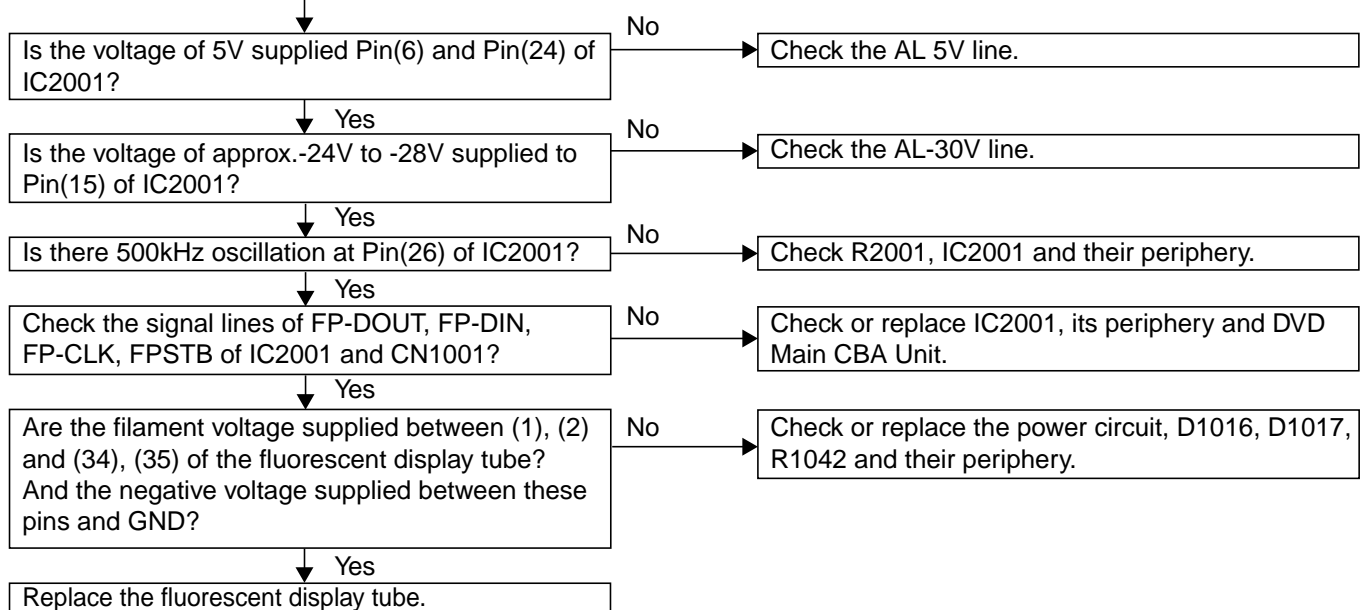 Is the voltage of 5V supplied Pin(6) and Pin(24) of
IC2001?
No
Check the AL 5V line.
Yes
Is the voltage of approx.-24V to -28V supplied to
Pin(15) of IC2001?
No
Check the AL-30V line.
Yes
Is there 500kHz oscillation at Pin(26) of IC2001?
No
Check R2001, IC2001 and their periphery.
Yes
Check the signal lines of FP-DOUT, FP-DIN,
FP-CLK, FPSTB of IC2001 and CN1001?
No
Check or replace IC2001, its periphery and DVD
Main CBA Unit.
Yes
Are the filament voltage supplied between (1), (2)
and (34), (35) of the fluorescent display tube?
And the negative voltage supplied between these
pins and GND?
No
Check or replace the power circuit, D1016, D1017,
R1042 and their periphery.
Yes
Replace the fluorescent display tube.